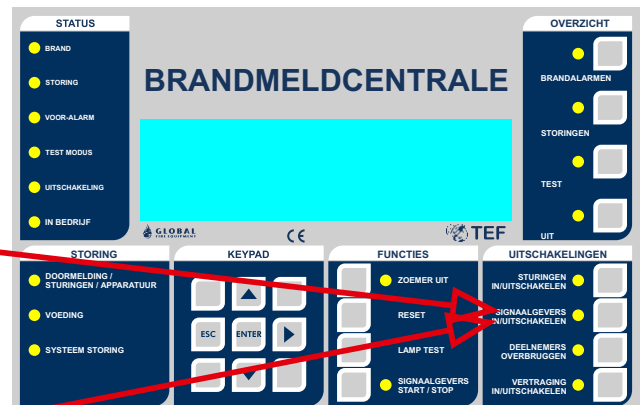 STATUS
BRAND
STORING
VOOR-ALARM
TEST MODUS
UITSCHAKELING
IN BEDRIJF
BRANDMELDCENTRALE
GLOBAL
FIRE EQUIPMENT
CE
TEF
OVERZICHT
BRANDALARMEN
STORINGEN
TEST
UIT
STORING
DOORMELDING /
STURINGEN / APPARATUUR
VOEDING
SYSTEEM STORING
KEYPAD
ESC
ENTER
FUNCTIES
ZOEMER UIT
RESET
LAMP TEST
SIGNAALGEVERS
START / STOP
UITSCHAKELINGEN
STURINGEN
IN/UITSCHAKELEN
SIGNAALGEVERS
IN/UITSCHAKELEN
DEELNEMERS
OVERBRUGGEN
VERTRAGING
IN/UITSCHAKELEN